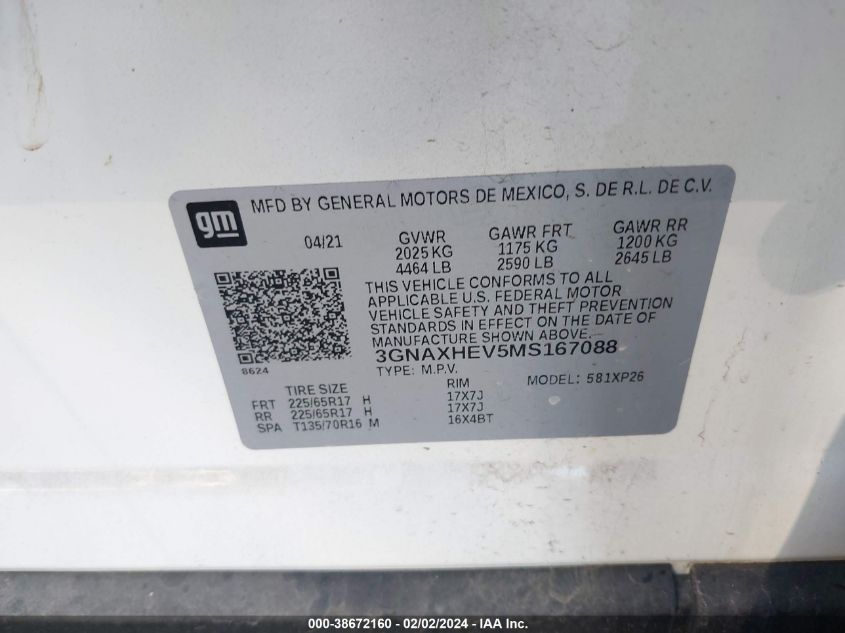 gm
MFD BY GENERAL MOTORS DE MEXICO, S. DE R.L. DE C.V.
04/21 GVWR GAWR FRT GAWR RR
2025 KG 1175 KG 1200 KG
4464 LB 2590 LB 2645 LB
THIS VEHICLE CONFORMS TO ALL
APPLICABLE U.S. FEDERAL MOTOR
VEHICLE SAFETY AND THEFT PREVENTION
STANDARDS IN EFFECT ON THE DATE OF
MANUFACTURE SHOWN ABOVE.
3GNAXHEV5MS167088
8624 TYPE: M.P.V. MODEL: 581XP26
TIRE SIZE RIM
FRT 225/65R17 H 17X7J
RR 225/65R17 H 17X7J
SPA T135/70R16 M 16X4BT
000-38672160 - 02/02/2024 - IAA Inc.